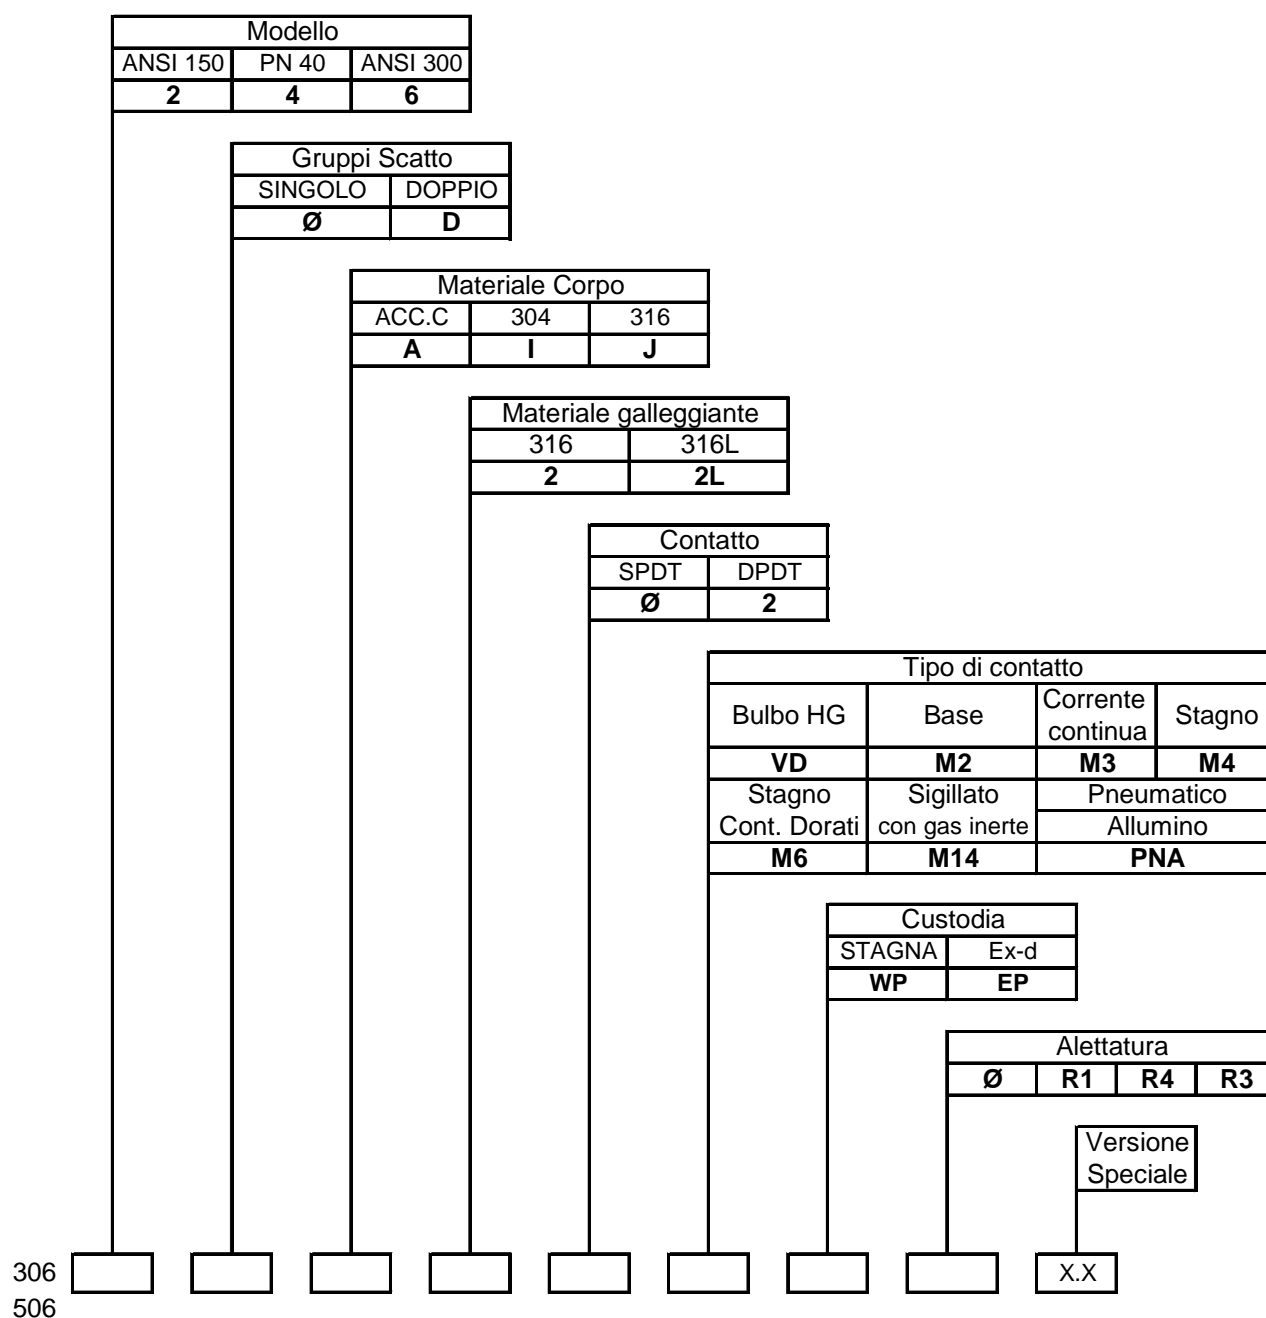 Modello
ANSI 150 PN 40 ANSI 300
2 4 6
Gruppi Scatto
SINGOLO DOPPIO
Ø D
Materiale Corpo
ACC.C 304 316
A I J
Materiale galleggiante
316 316L
2 2L
Contatto
SPDT DPDT
Ø 2
Tipo di contatto
Bulbo HG Base Corrente continua Stagno
VD M2 M3 M4
Stagno Cont. Dorati Sigillato con gas inerte Pneumatico Allumino
M6 M14 PNA
Custodia
STAGNA Ex-d
WP EP
Alettatura
Ø R1 R4 R3
Versione
Speciale
306 X.X
506